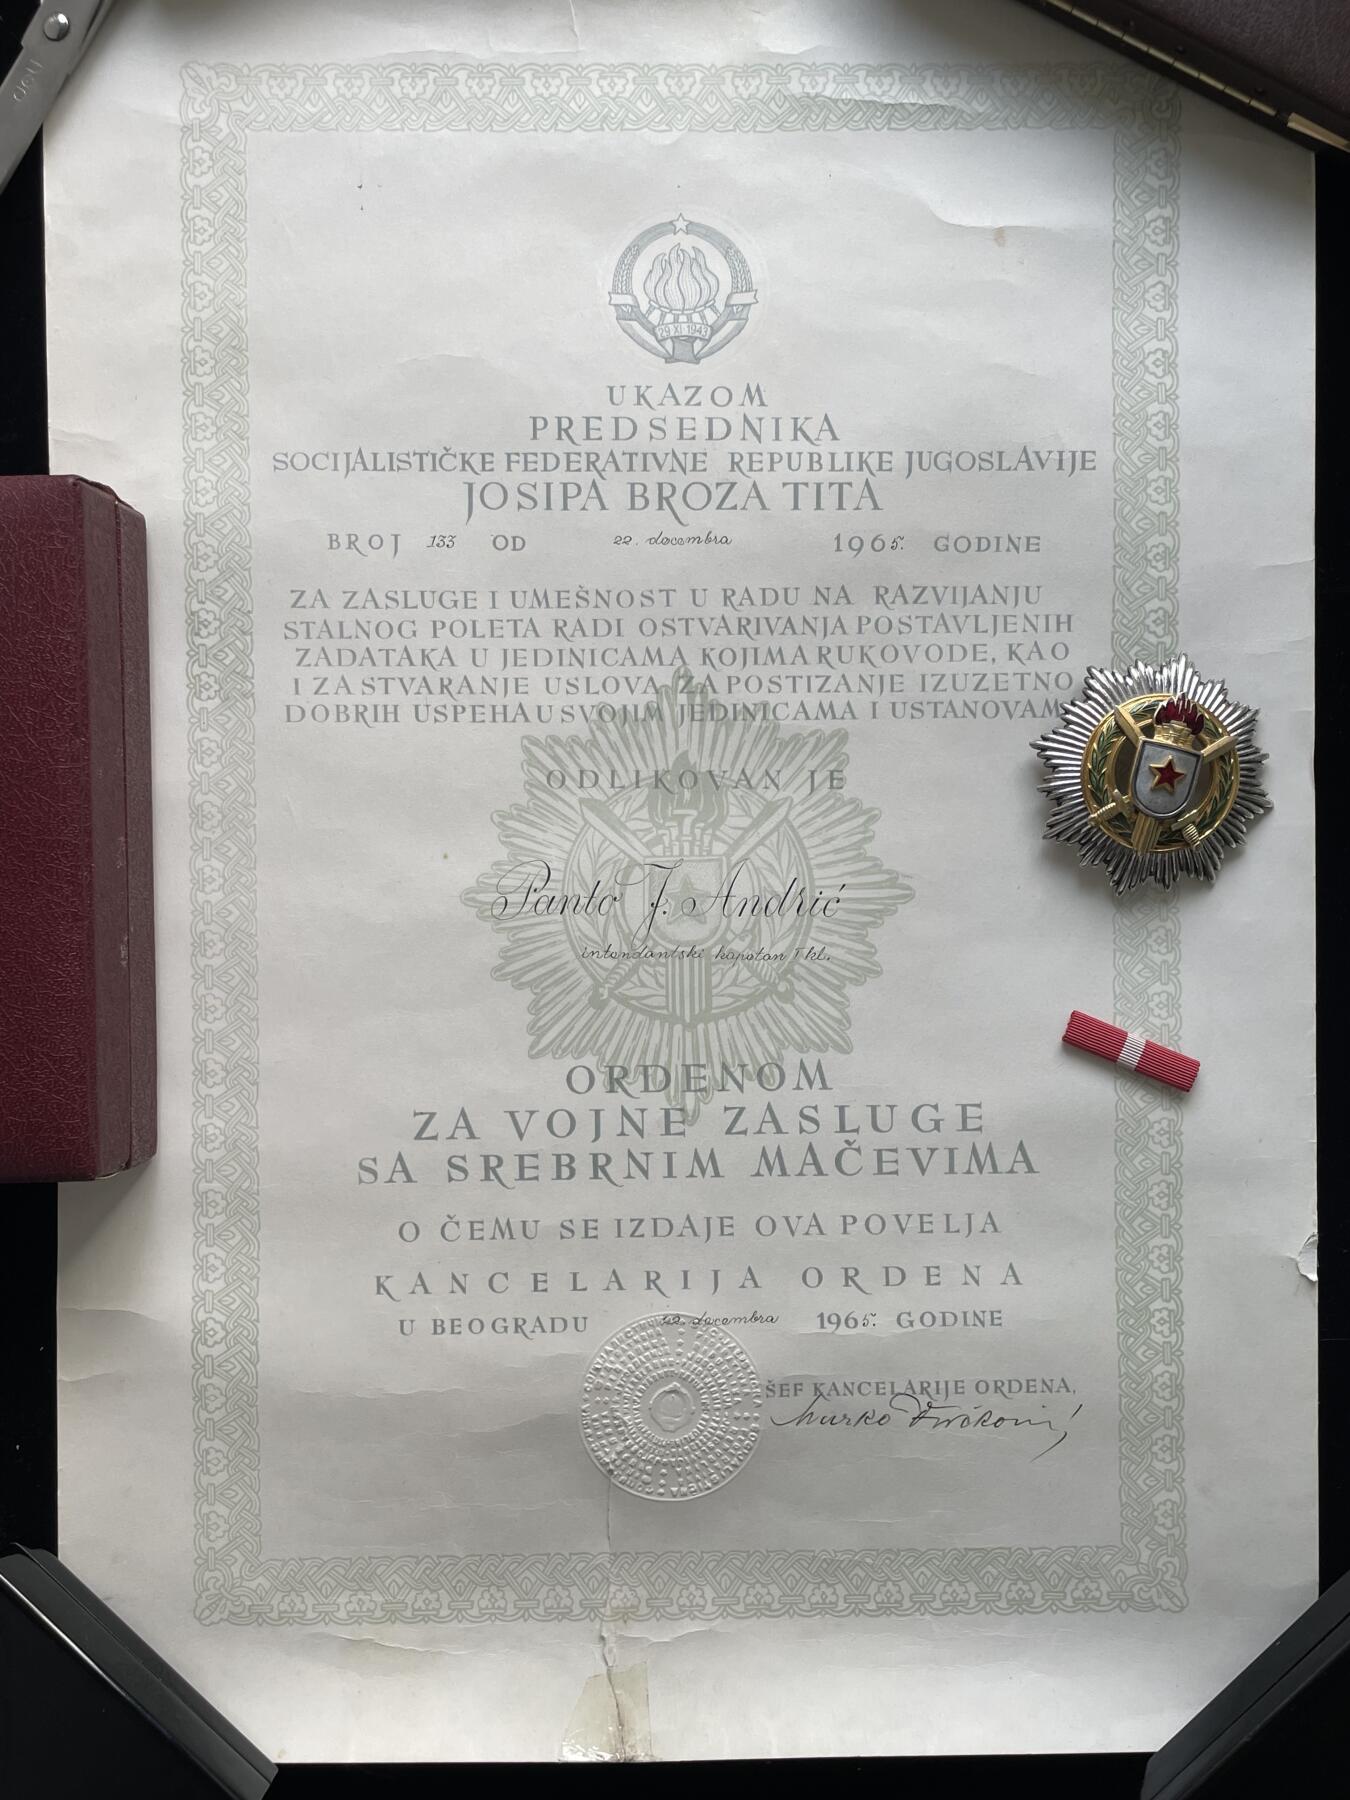 29·XI·1943
UKAZOM
PREDSEDNIKA
SOCIJALISTIČKE FEDERATIVNE REPUBLIKE JUGOSLAVIJE
JOSIPA BROZA TITA
BROJ 133 OD 22. decembra 1965. GODINE
ZA ZASLUGE I UMEŠNOST U RADU NA RAZVIJANJU
STALNOG POLETA RADI OSTVARIVANJA POSTAVLJENIH
ZADATAKA U JEDINICAMA KOJIMA RUKOVODE, KAO
I ZA STVARANJE USLOVA ZA POSTIZANJE IZUZETNO
DOBRIH USPEHA U SVOJIM JEDINICAMA I USTANOVAM
ODLIKOVAN JE
Panto J. Andrić
intendantski kapetan I kl.
ORDENOM
ZA VOJNE ZASLUGE
SA SREBRNIM MAČEVIMA
O ČEMU SE IZDAJE OVA POVELJA
KANCELARIJA ORDENA
U BEOGRADU 22. decembra 1965. GODINE
ŠEF KANCELARIJE ORDENA,